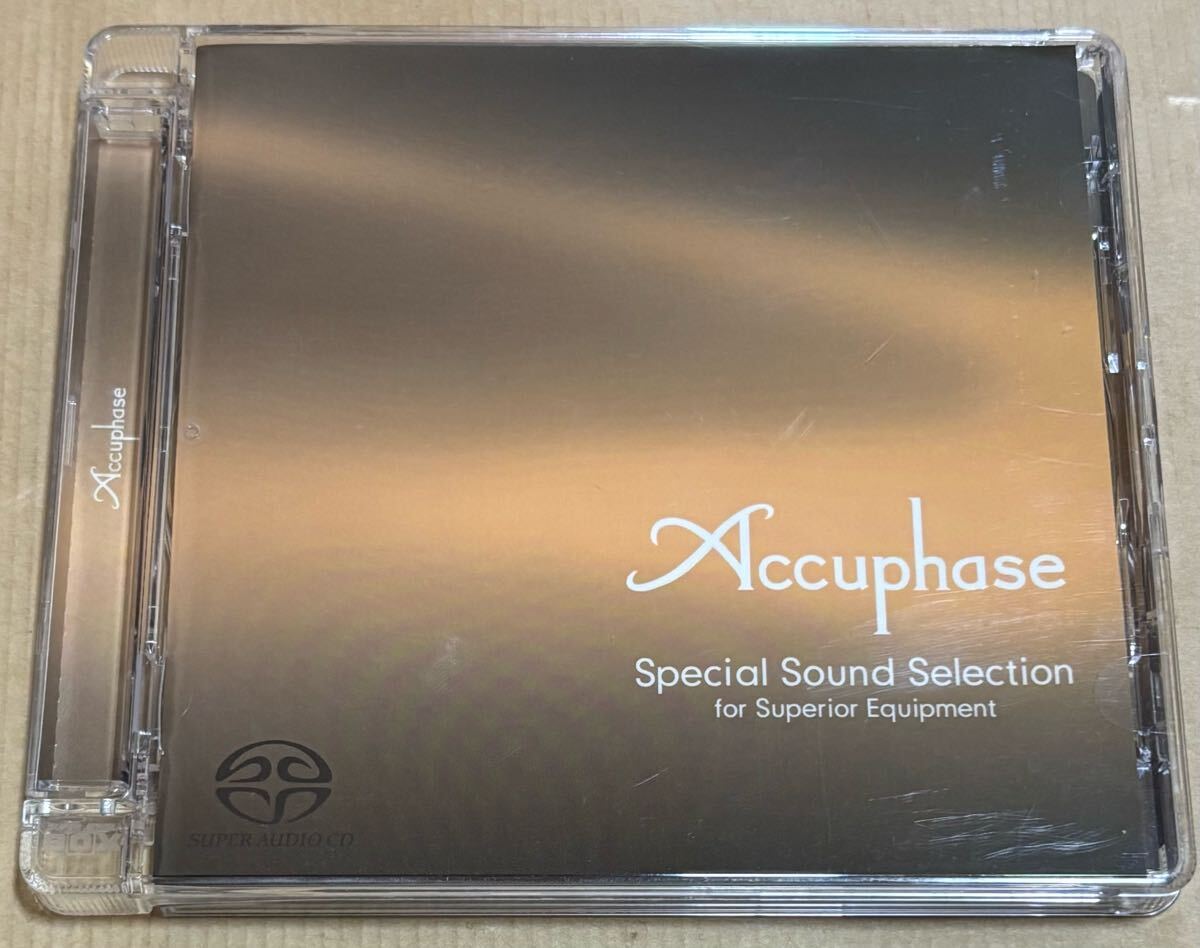 Accuphase
Accuphase
Special Sound Selection
for Superior Equipment
SUPER AUDIO CD